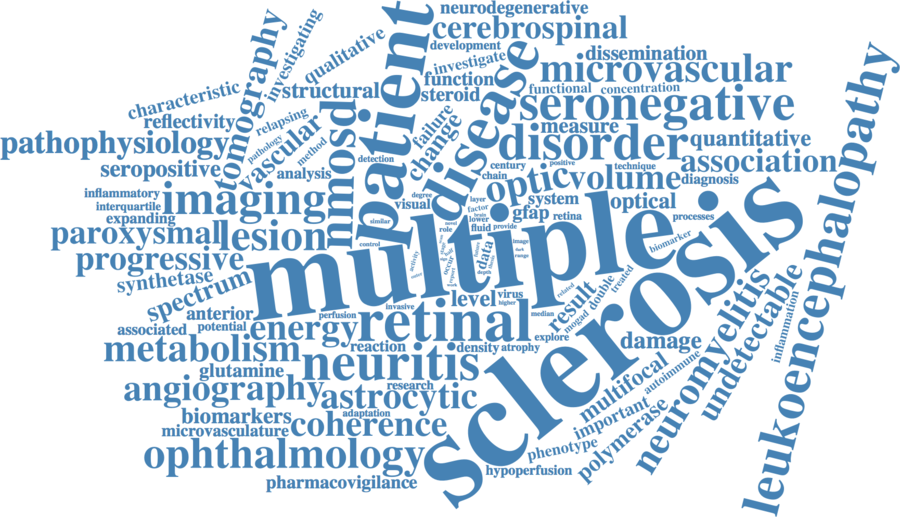 neurodegenerative
cerebrospinal
development
dissemination
investigating
qualitative
investigate
microvascular
tomography
patient
disease
function
functional
concentration
structural
characteristic
steroid
seronegative
reflectivity
relapsing
failure
change
measure
disorder
quantitative
leukoencephalopathy
pathophysiology
pathology
vascular
method
nmosd
detection
century
positive
chain
technique
association
seropositive
analysis
optic
volume
diagnosis
inflammatory
imaging
degree
visual
layer
system
optical
interquartile
expanding
similar
factor
brain
lower
gfap
retina
processes
paroxysmal
lesion
novel
role
fluid
provide
multiple
sclerosis
control
data
image
dark
range
biomarker
progressive
activity
occur
depth
synthetase
spectrum
level
virus
higher
related
treated
double
result
mogad
anterior
perfusion
invasive
median
associated
potential
energy
retinal
explore
damage
neuromyelitis
undetectable
inflammation
metabolism
reaction
density
atrophy
neuritis
glutamine
multifocal
autoimmune
angiography
research
astrocytic
important
polymerase
biomarkers
adaptation
microvasculature
coherence
phenotype
ophthalmology
hypoperfusion
pharmacovigilance